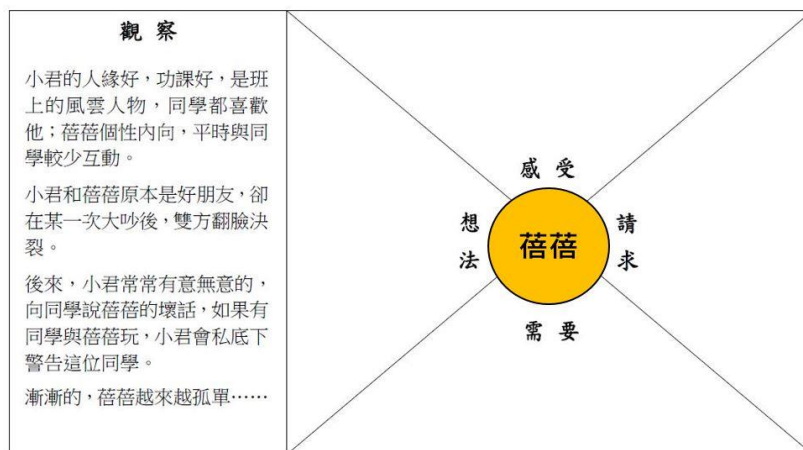 觀 察
小君的人緣好，功課好，是班
上的風雲人物，同學都喜歡
他；蓓蓓個性內向，平時與同
學較少互動。
小君和蓓蓓原本是好朋友，卻
在某一次大吵後，雙方翻臉決
裂。
後來，小君常常有意無意的，
向同學說蓓蓓的壞話，如果有
同學與蓓蓓玩，小君會私底下
警告這位同學。
漸漸的，蓓蓓越來越孤單……
感 受
想法
蓓蓓
請求
需 要